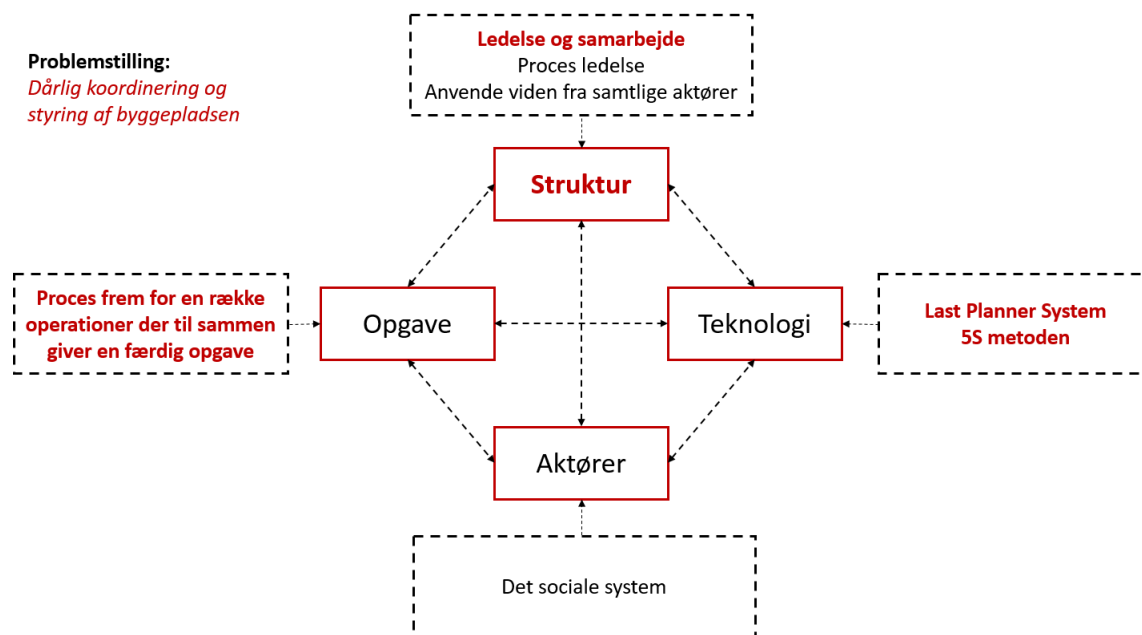 Problemstilling:
Dårlig koordinering og
styring af byggepladsen
Ledelse og samarbejde
Proces ledelse
Anvende viden fra samtlige aktører
Struktur
Proces frem for en række
operationer der til sammen
giver en færdig opgave
Opgave
Teknologi
Last Planner System
5S metoden
Aktører
Det sociale system